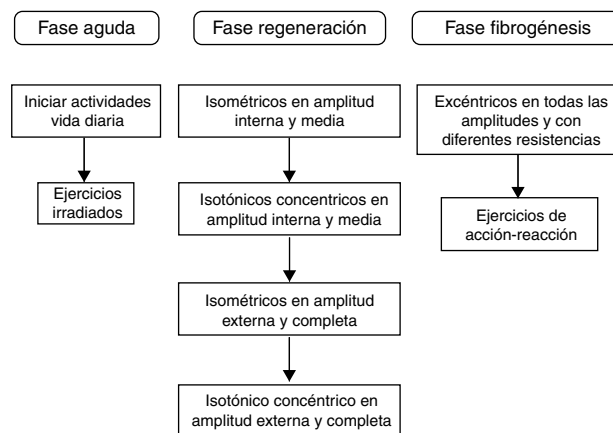 Fase aguda
Iniciar actividades
vida diaria
Ejercicios
irradiados
Fase regeneración
Isométricos en amplitud
interna y media
Isotónicos concentricos en
amplitud interna y media
Isométricos en amplitud
externa y completa
Isotónico concéntrico en
amplitud externa y completa
Fase fibrogénesis
Excéntricos en todas las
amplitudes y con
diferentes resistencias
Ejercicios de
acción-reacción